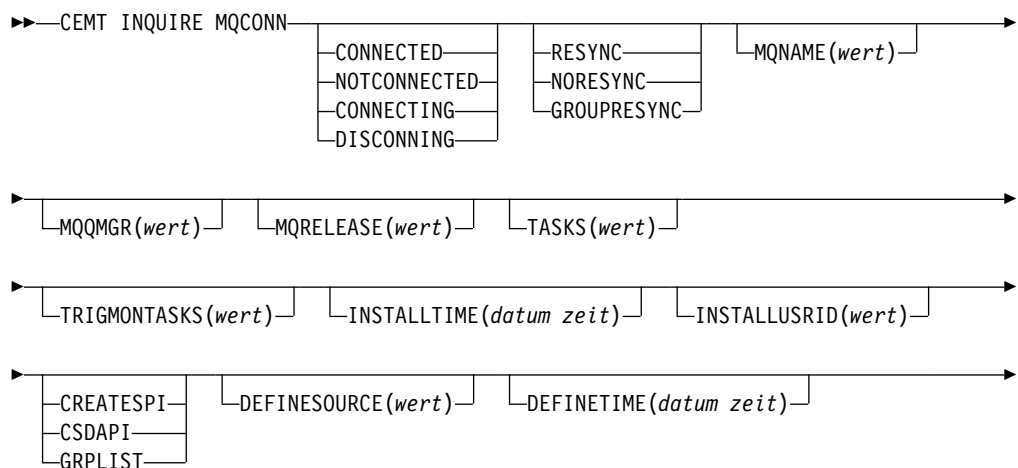 CEMT INQUIRE MQCONN
CONNECTED
NOTCONNECTED
CONNECTING
DISCONNING
RESYNC
NORESYNC
GROUPRESYNC
MQNAME(wert)
MQQMGR(wert) MQRELEASE(wert) TASKS(wert)
TRIGMONTASKS(wert) INSTALLTIME(datum zeit) INSTALLUSRID(wert)
CREATESPI
CSDAPI
GRPLIST
DEFINESOURCE(wert) DEFINETIME(datum zeit)